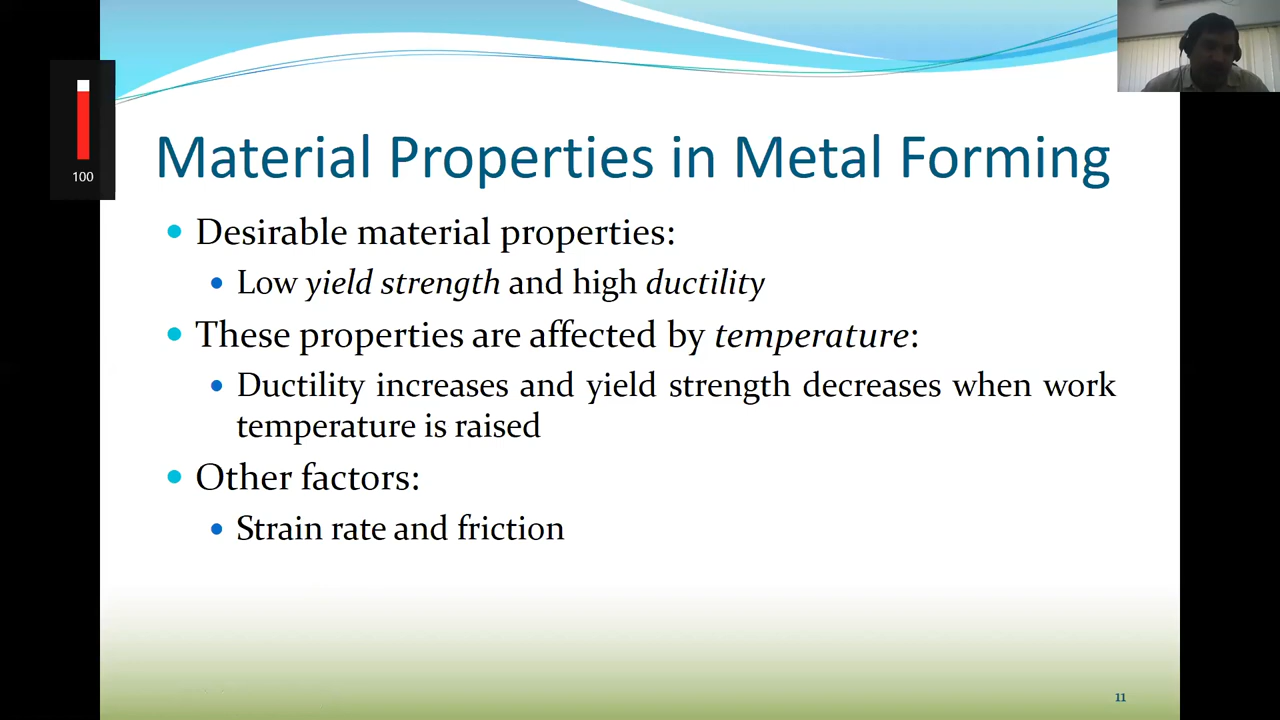 Material Properties in Metal Forming
100
Desirable material properties:
Low yield strength and high ductility
These properties are affected by temperature:
Ductility increases and yield strength decreases when work
temperature is raised
Other factors:
Strain rate and friction
11